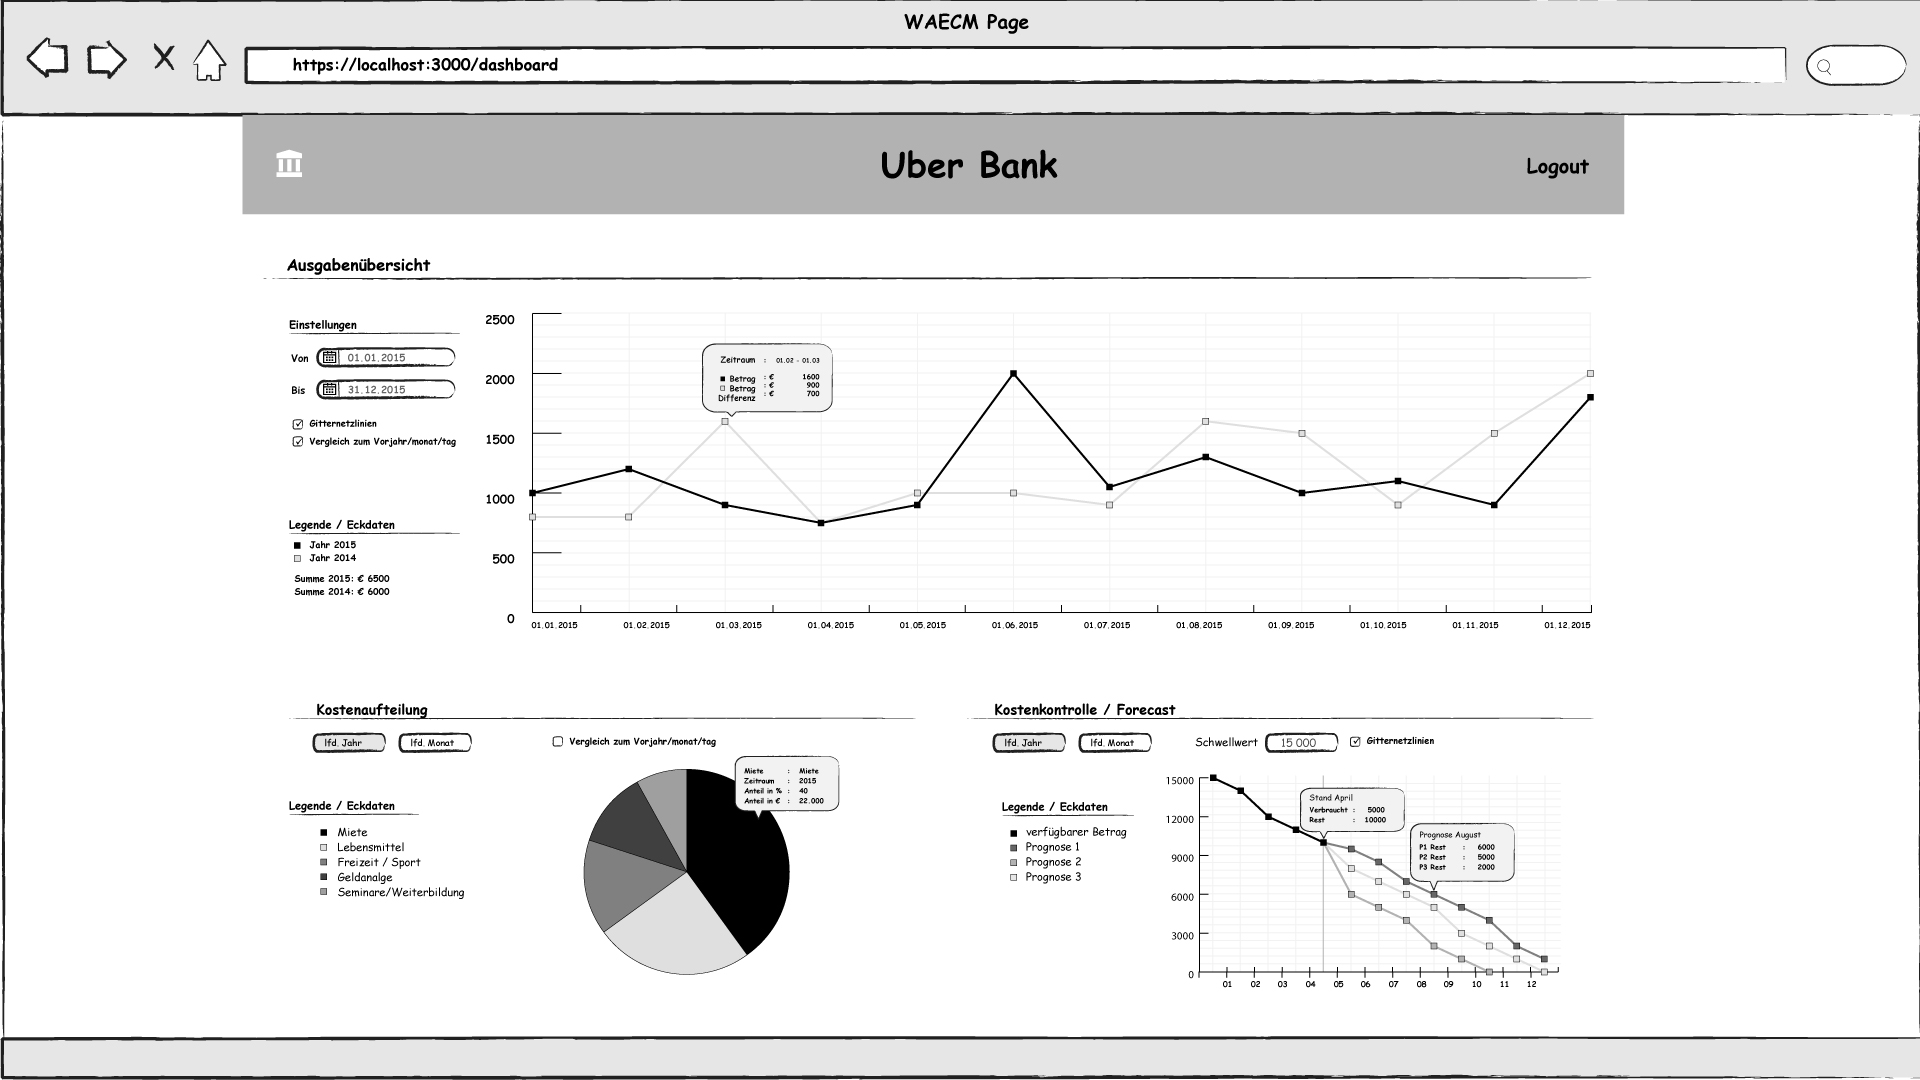 WAECM Page
https://localhost:3000/dashboard
Uber Bank
Logout
Ausgabenübersicht
Einstellungen
Von 01.01.2015
Bis 31.12.2015
Gitternetzlinien
Vergleich zum Vorjahr/monat/tag
Legende / Eckdaten
Jahr 2015
Jahr 2014
Summe 2015: € 6500
Summe 2014: € 6000
2500
2000
1500
1000
500
0
Zeitraum : 01.02 - 01.03
Betrag : € 1600
Betrag : € 900
Differenz : € 700
01.01.2015 01.02.2015 01.03.2015 01.04.2015 01.05.2015 01.06.2015 01.07.2015 01.08.2015 01.09.2015 01.10.2015 01.11.2015 01.12.2015
Kostenaufteilung
lfd. Jahr lfd. Monat Vergleich zum Vorjahr/monat/tag
Miete : Miete
Zeitraum : 2015
Anteil in % : 40
Anteil in € : 22.000
Legende / Eckdaten
Miete
Lebensmittel
Freizeit / Sport
Geldanalge
Seminare/Weiterbildung
Kostenkontrolle / Forecast
lfd. Jahr lfd. Monat Schwellwert 15 000 Gitternetzlinien
Legende / Eckdaten
verfügbarer Betrag
Prognose 1
Prognose 2
Prognose 3
15000
12000
9000
6000
3000
0
Stand April
Verbraucht : 5000
Rest : 10000
Prognose August
P1 Rest : 6000
P2 Rest : 5000
P3 Rest : 2000
01 02 03 04 05 06 07 08 09 10 11 12